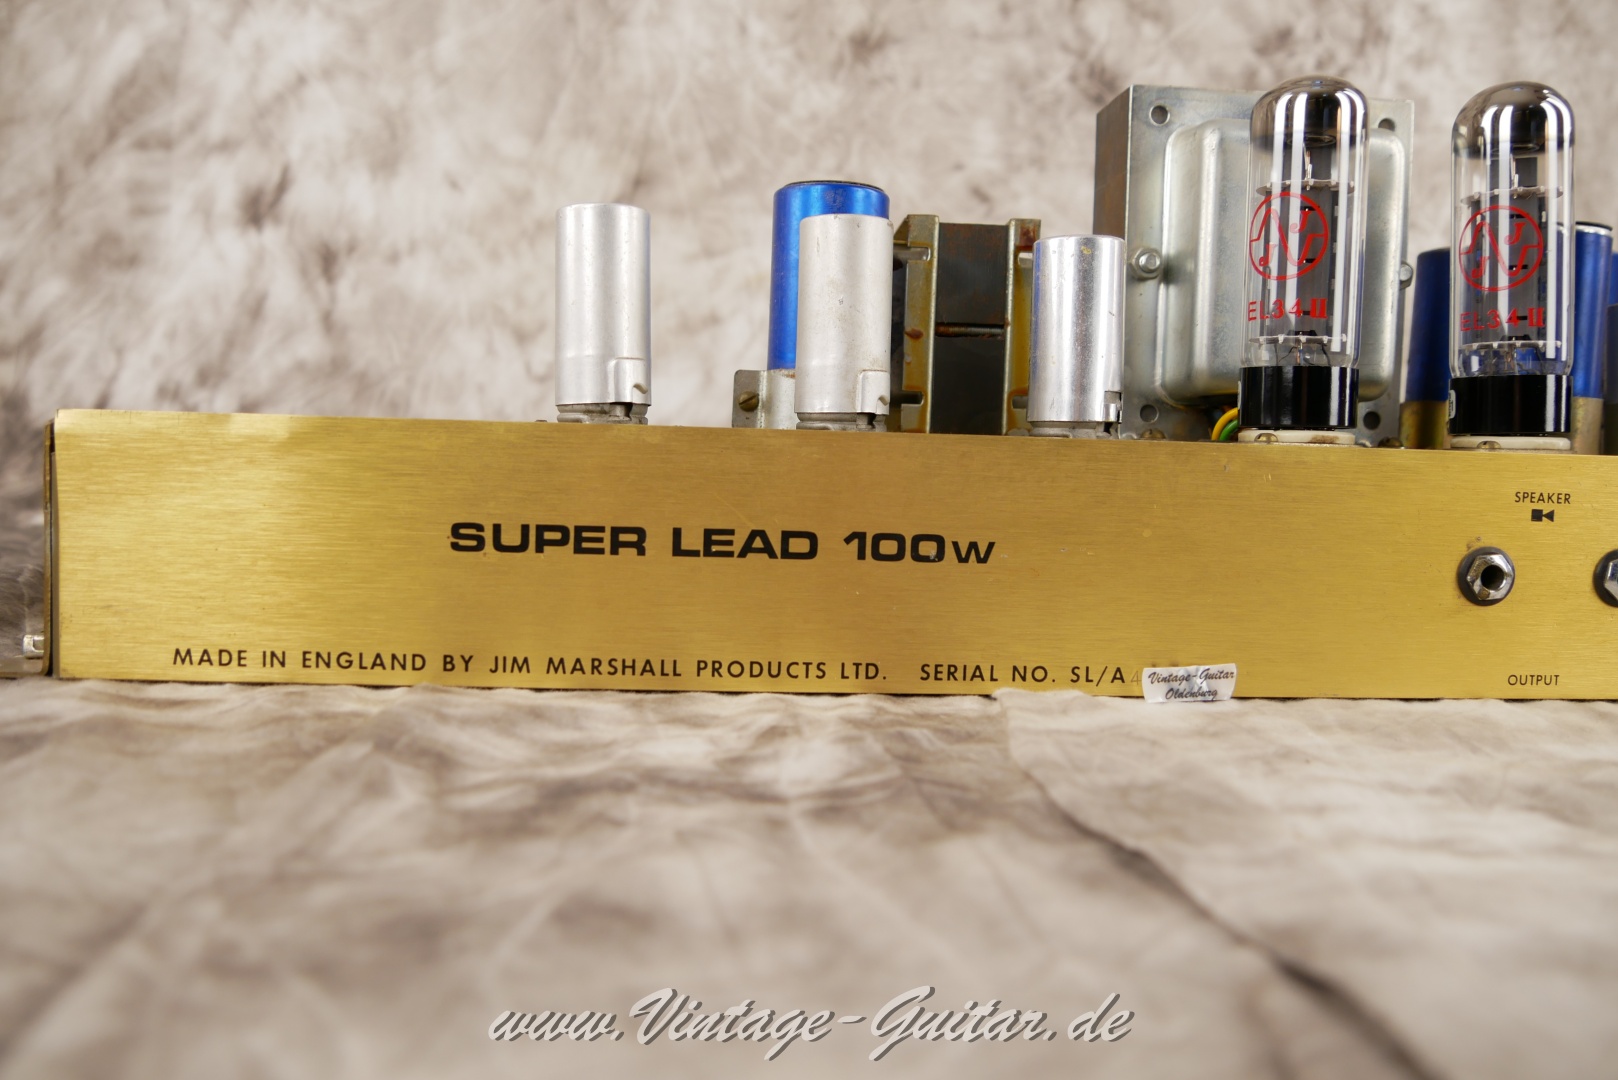 EL34-II
EL34-II
SPEAKER
SUPER LEAD 100W
MADE IN ENGLAND BY JIM MARSHALL PRODUCTS LTD. SERIAL NO. SL/A4
Vintage-Guitar
Oldenburg
OUTPUT
www.Vintage-Guitar.de